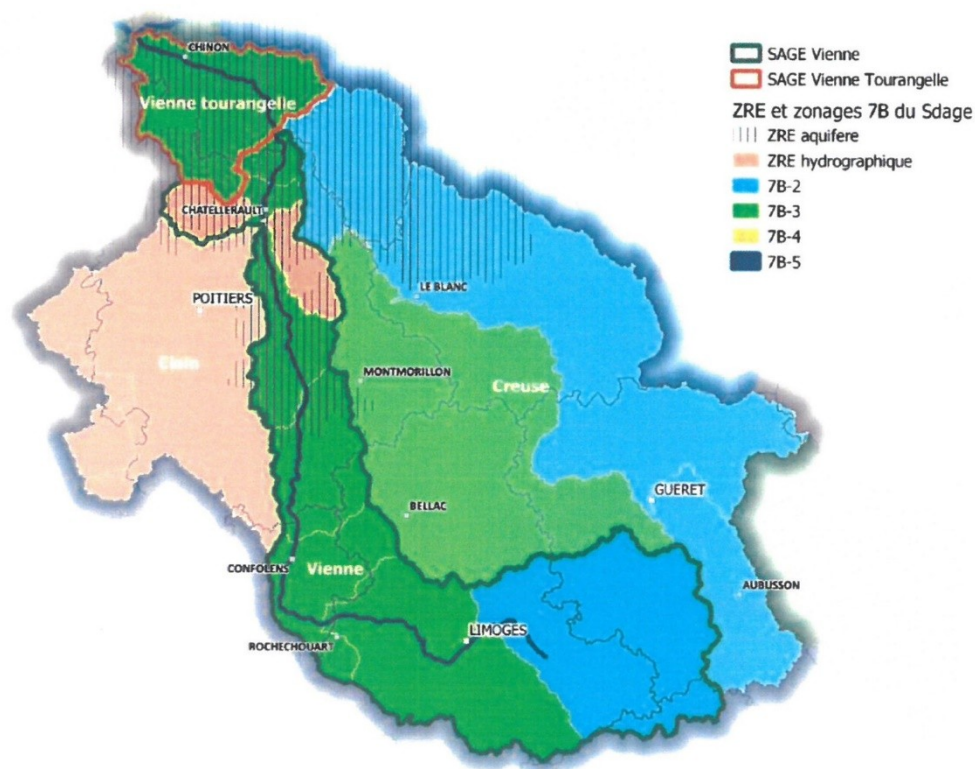 SAGE Vienne
SAGE Vienne Tourangelle
ZRE et zonages 7B du Sdage
ZRE aquifere
ZRE hydrographique
7B-2
7B-3
7B-4
7B-5
CHINON
Vienne tourangelle
CHATELLERAULT
POITIERS
LE BLANC
Clain
MONTMORILLON
Creuse
GUERET
BELLAC
CONFOLENS
Vienne
AUBUSSON
LIMOGES
ROCHECHOUART